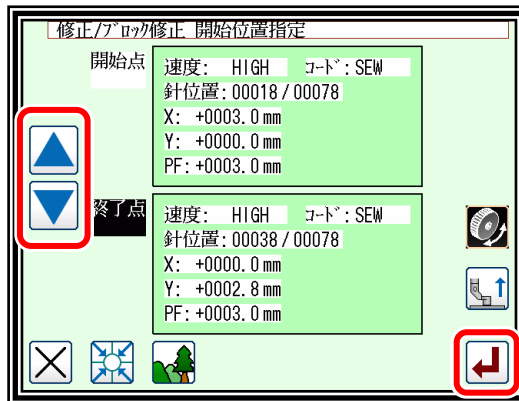 修正/ﾌﾞﾛｯｸ修正 開始位置指定
開始点
速度: HIGH ｺｰﾄﾞ:SEW
針位置:00018/00078
X: +0003.0mm
Y: +0000.0mm
PF:+0003.0mm
終了点
速度: HIGH ｺｰﾄﾞ:SEW
針位置:00038/00078
X: +0000.0mm
Y: +0002.8mm
PF:+0003.0mm